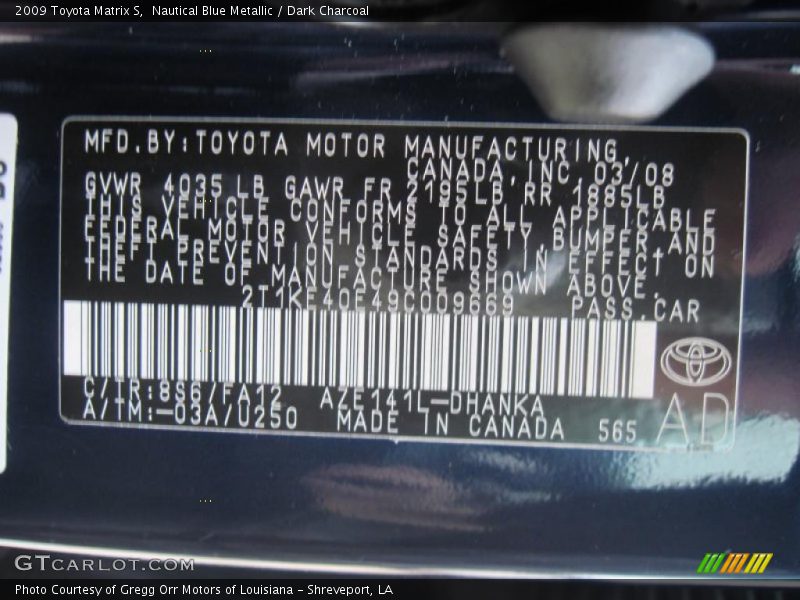 2009 Toyota Matrix S, Nautical Blue Metallic / Dark Charcoal
MFD.BY:TOYOTA MOTOR MANUFACTURING,
CANADA,INC.03/08
GVWR 4035LB GAWR FR 2195LB,RR 1885LB
THIS VEHICLE CONFORMS TO ALL APPLICABLE
FEDERAL MOTOR VEHICLE SAFETY,BUMPER,AND
THEFT PREVENTION STANDARDS IN EFFECT ON
THE DATE OF MANUFACTURE SHOWN ABOVE.
2T1KE40E49C009669 PASS.CAR
C/TR:8S6/FA12 AZE141L-DHANKA
A/TM:-03A/U250 MADE IN CANADA 565 AD
GTCARLOT.COM
Photo Courtesy of Gregg Orr Motors of Louisiana - Shreveport, LA